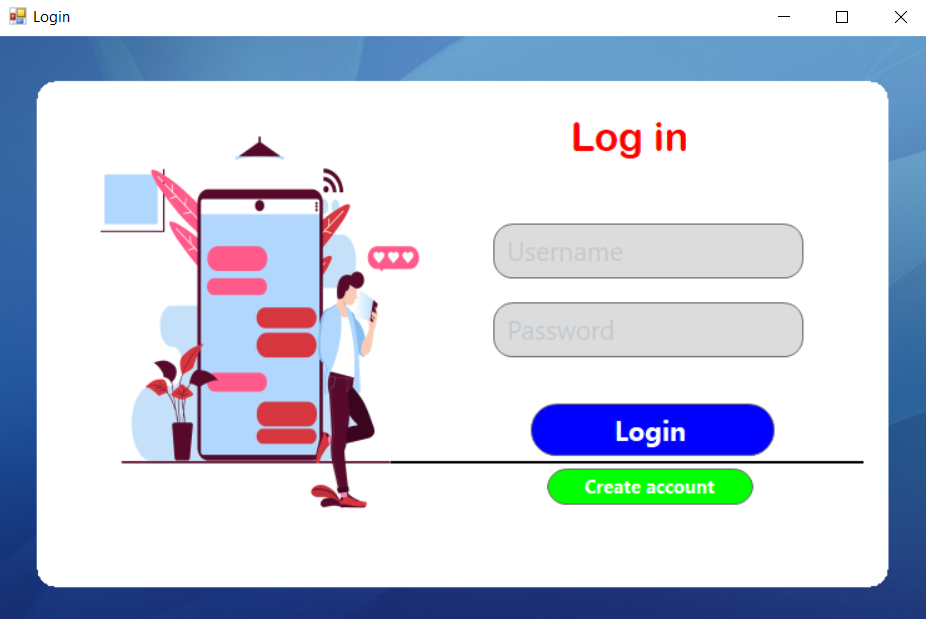 Login
Log in
Username
Password
Login
Create account